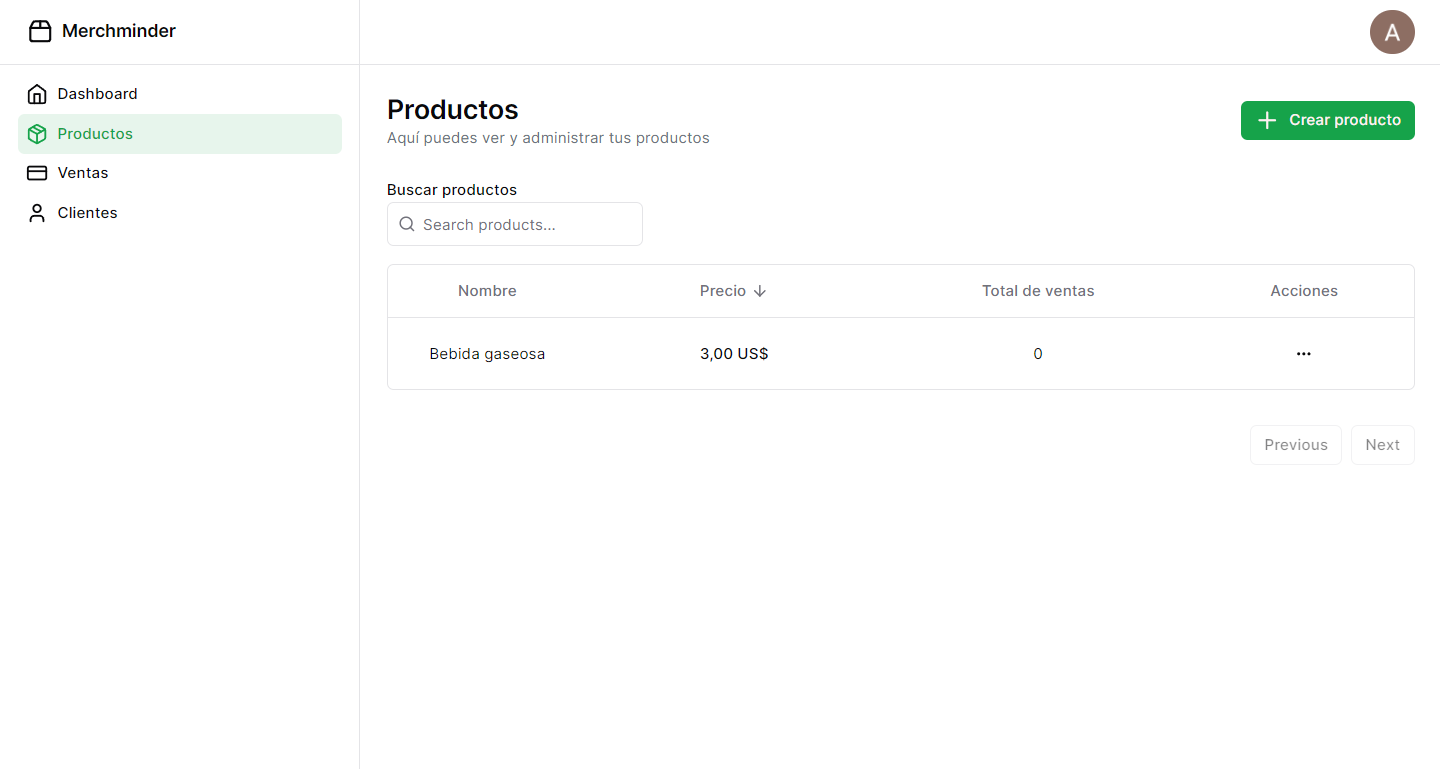 Merchminder
A
Dashboard
Productos
Ventas
Clientes
Productos
Aquí puedes ver y administrar tus productos
Crear producto
Buscar productos
Search products...
Nombre Precio Total de ventas Acciones
Bebida gaseosa 3,00 US$ 0
Previous Next